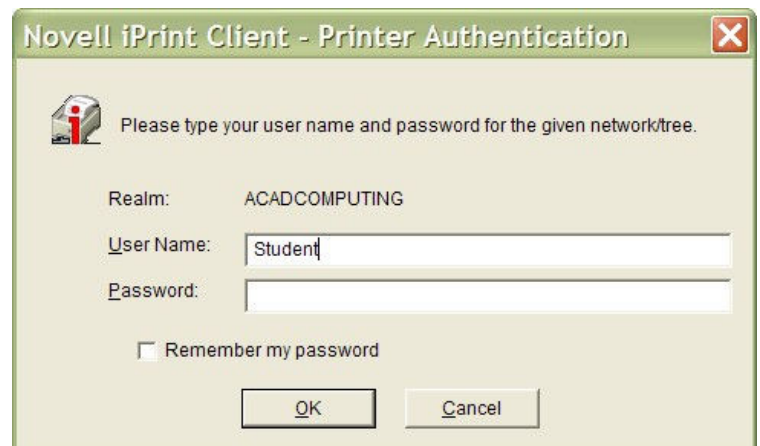 Novell iPrint Client - Printer Authentication
Please type your user name and password for the given network/tree.
Realm: ACADCOMPUTING
User Name: Student
Password:
Remember my password
OK Cancel